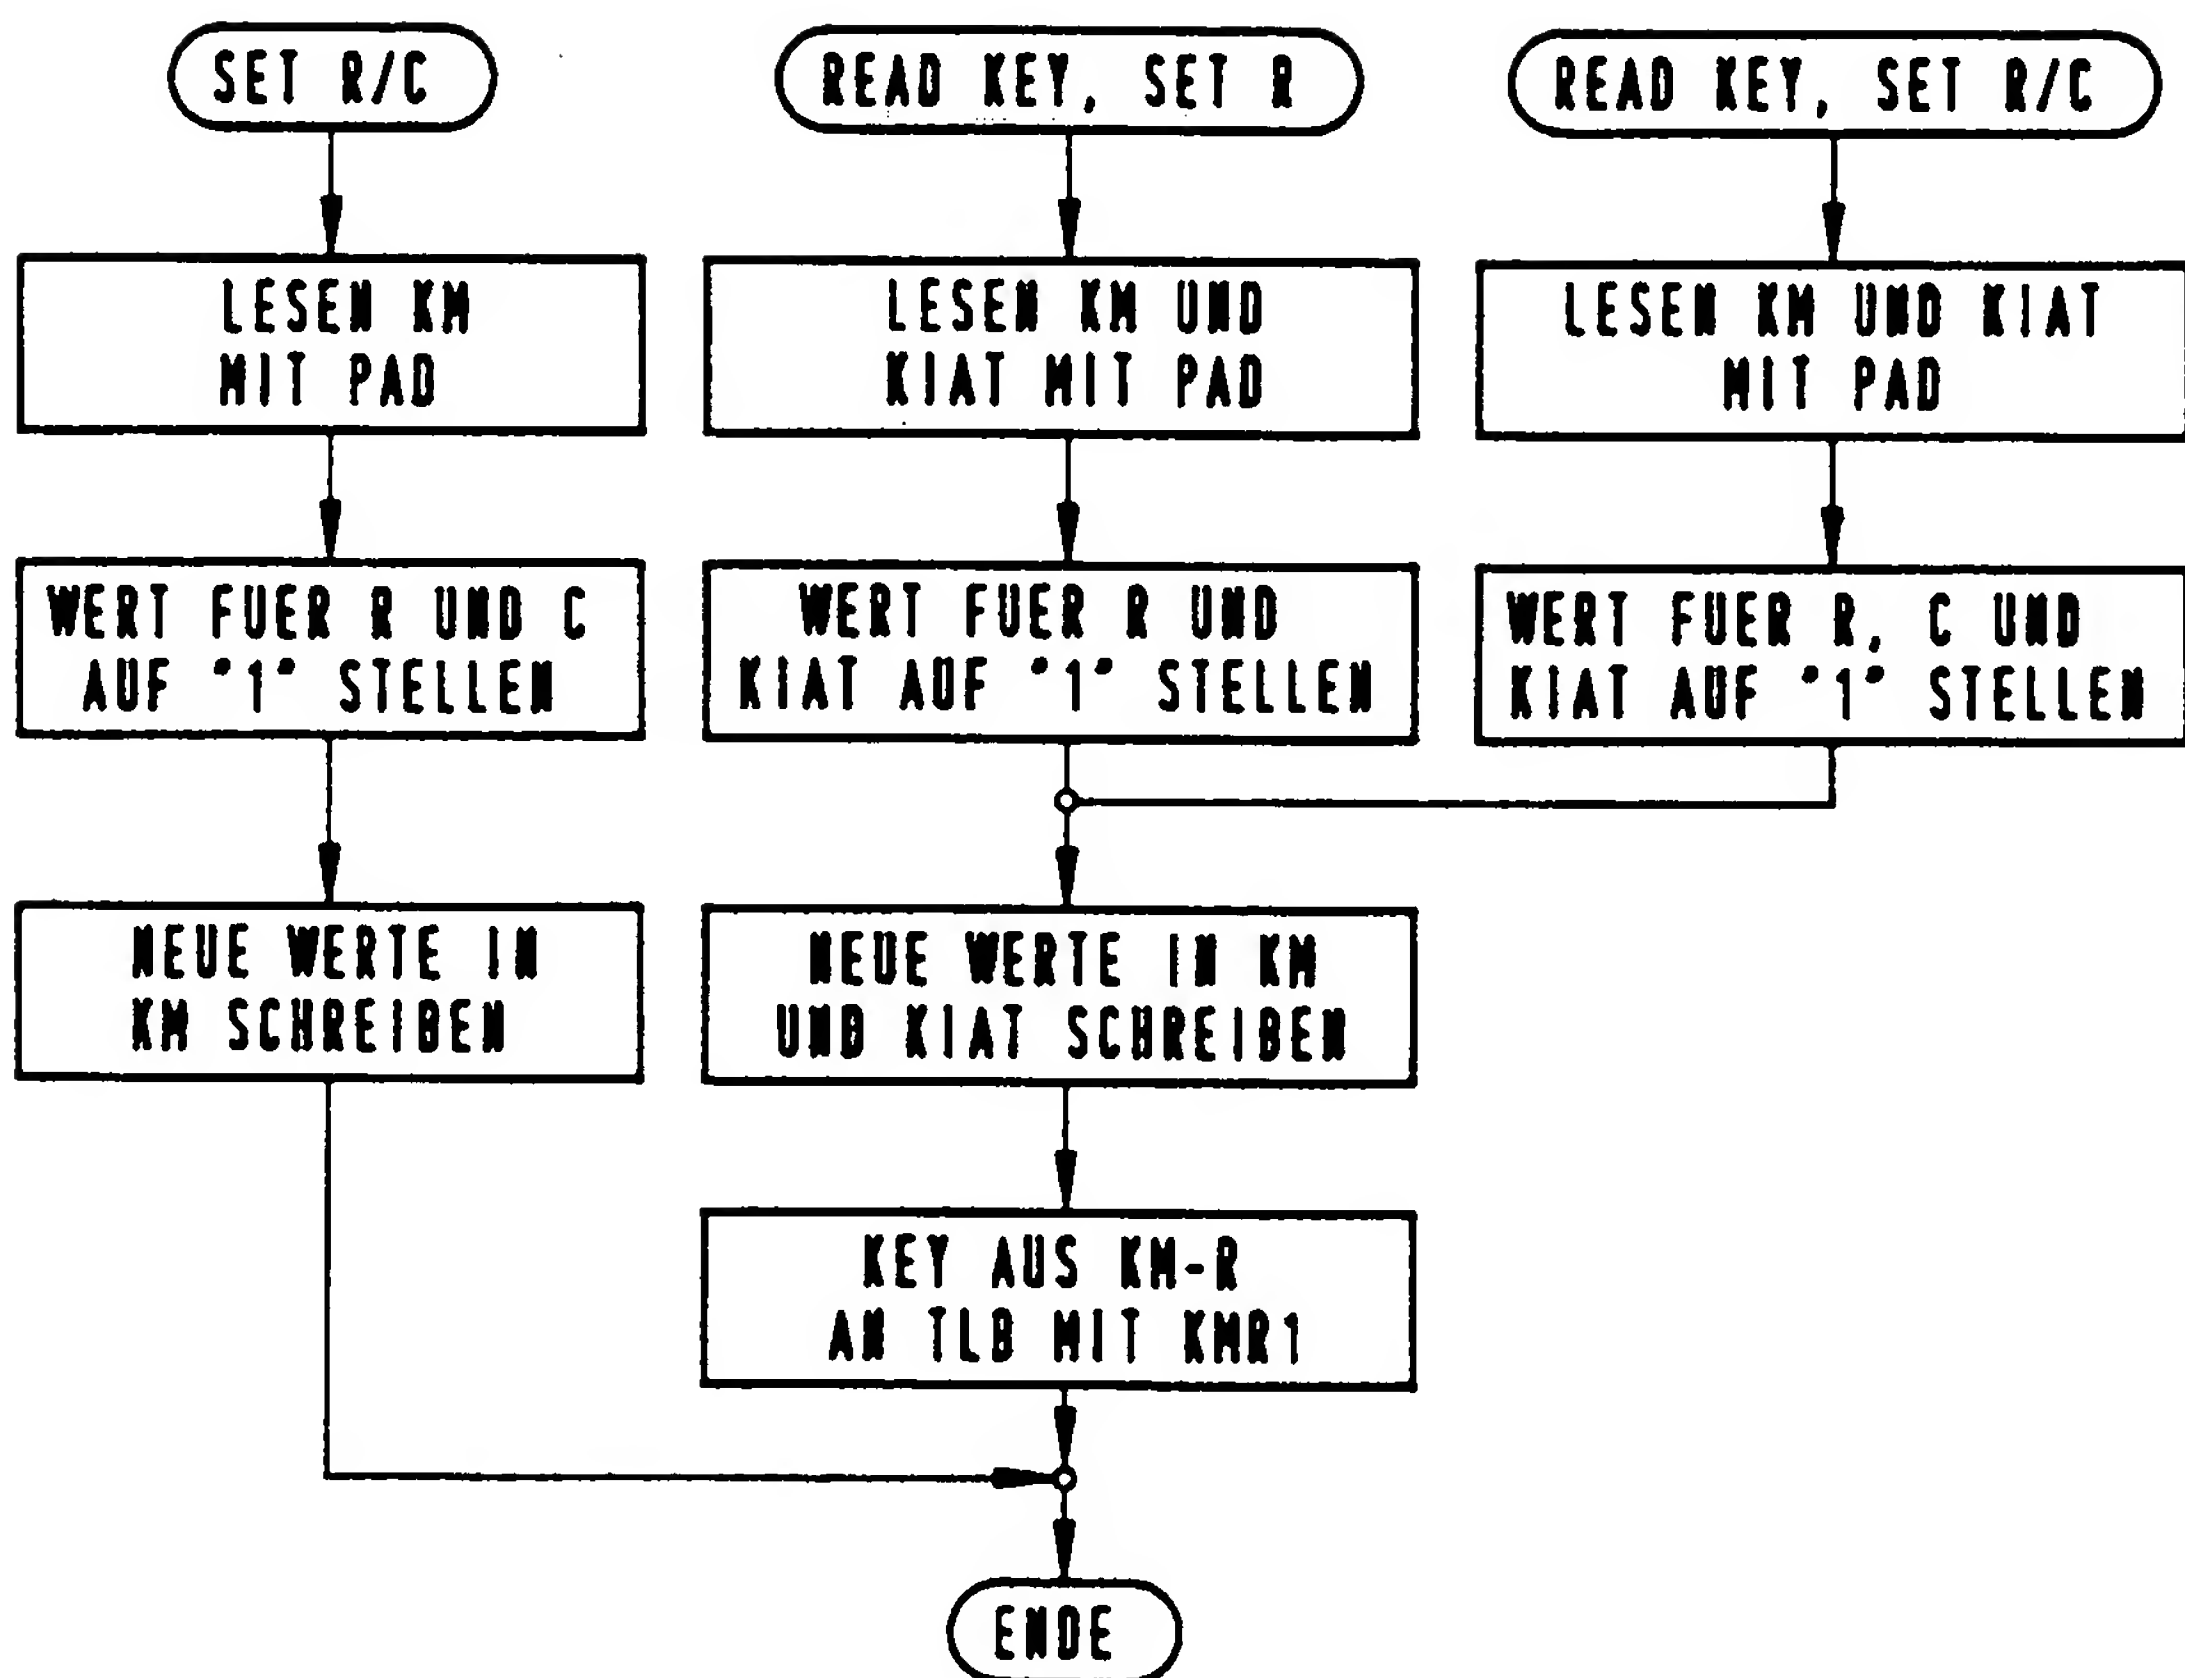 SET R/C
LESEN KM
MIT PAD
WERT FUER R UND C
AUF "1" STELLEN
NEUE WERTE IN
KM SCHREIBEN
READ KEY, SET R
LESEN KM UND
KIAT MIT PAD
WERT FUER R UND
KIAT AUF "1" STELLEN
NEUE WERTE IN KM
UND KIAT SCHREIBEN
KEY AUS KM-R
AN TLB MIT KMR1
READ KEY, SET R/C
LESEN KM UND KIAT
MIT PAD
WERT FUER R, C UND
KIAT AUF "1" STELLEN
ENDE